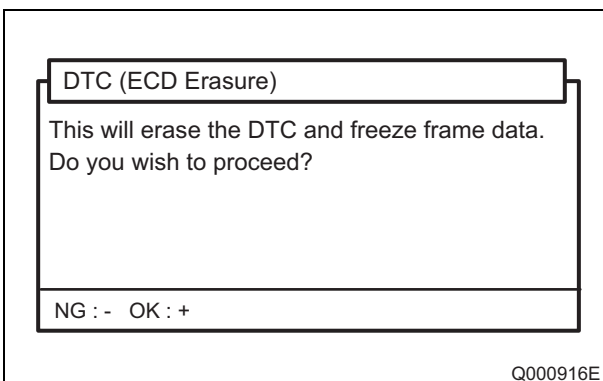 DTC (ECD Erasure)
This will erase the DTC and freeze frame data.
Do you wish to proceed?
NG : - OK : +
Q000916E